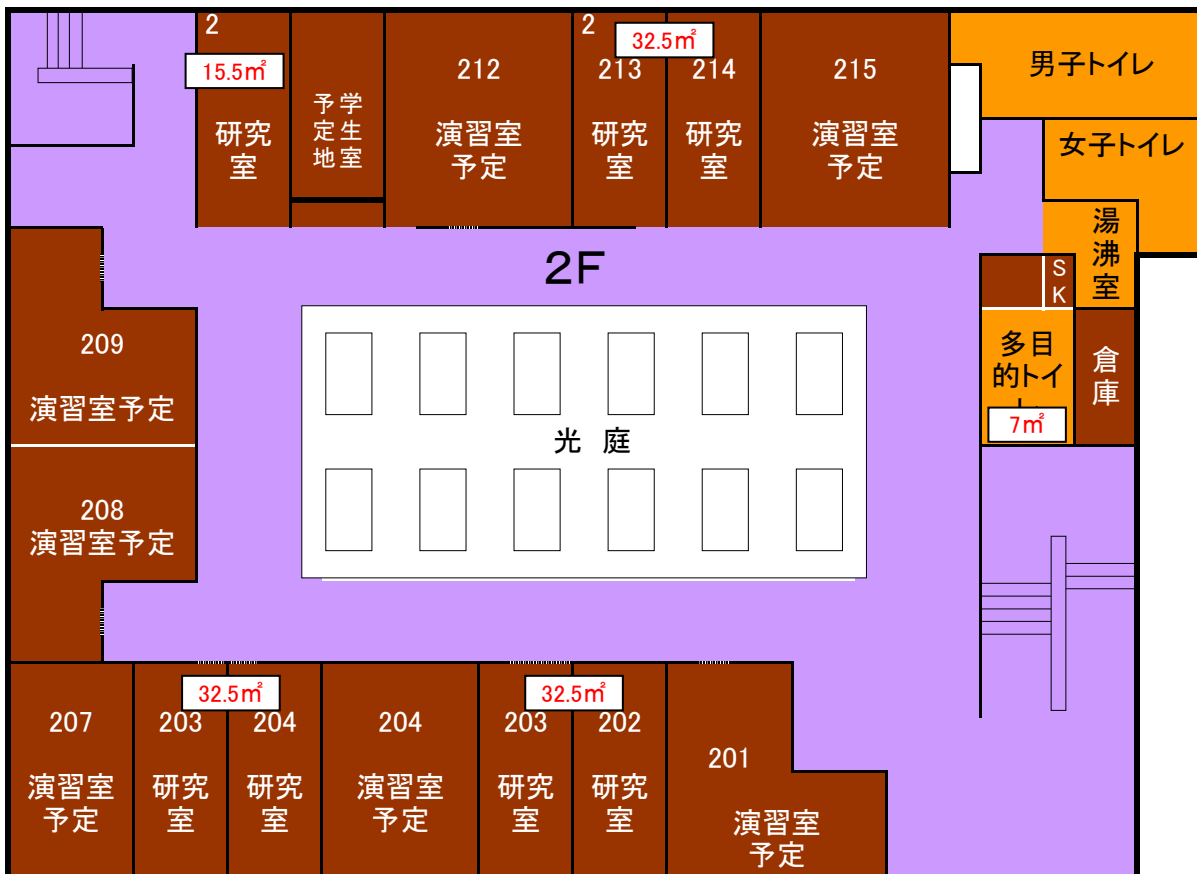 2
15.5㎡
研究
室
学生室
予定地
212
演習室
予定
2
32.5㎡
213
研究
室
214
研究
室
215
演習室
予定
男子トイレ
女子トイレ
湯沸室
SK
2F
多目
的トイ
7㎡
倉庫
209
演習室予定
208
演習室予定
光 庭
207
演習室
予定
32.5㎡
203
研究
室
204
研究
室
204
演習室
予定
32.5㎡
203
研究
室
202
研究
室
201
演習室
予定